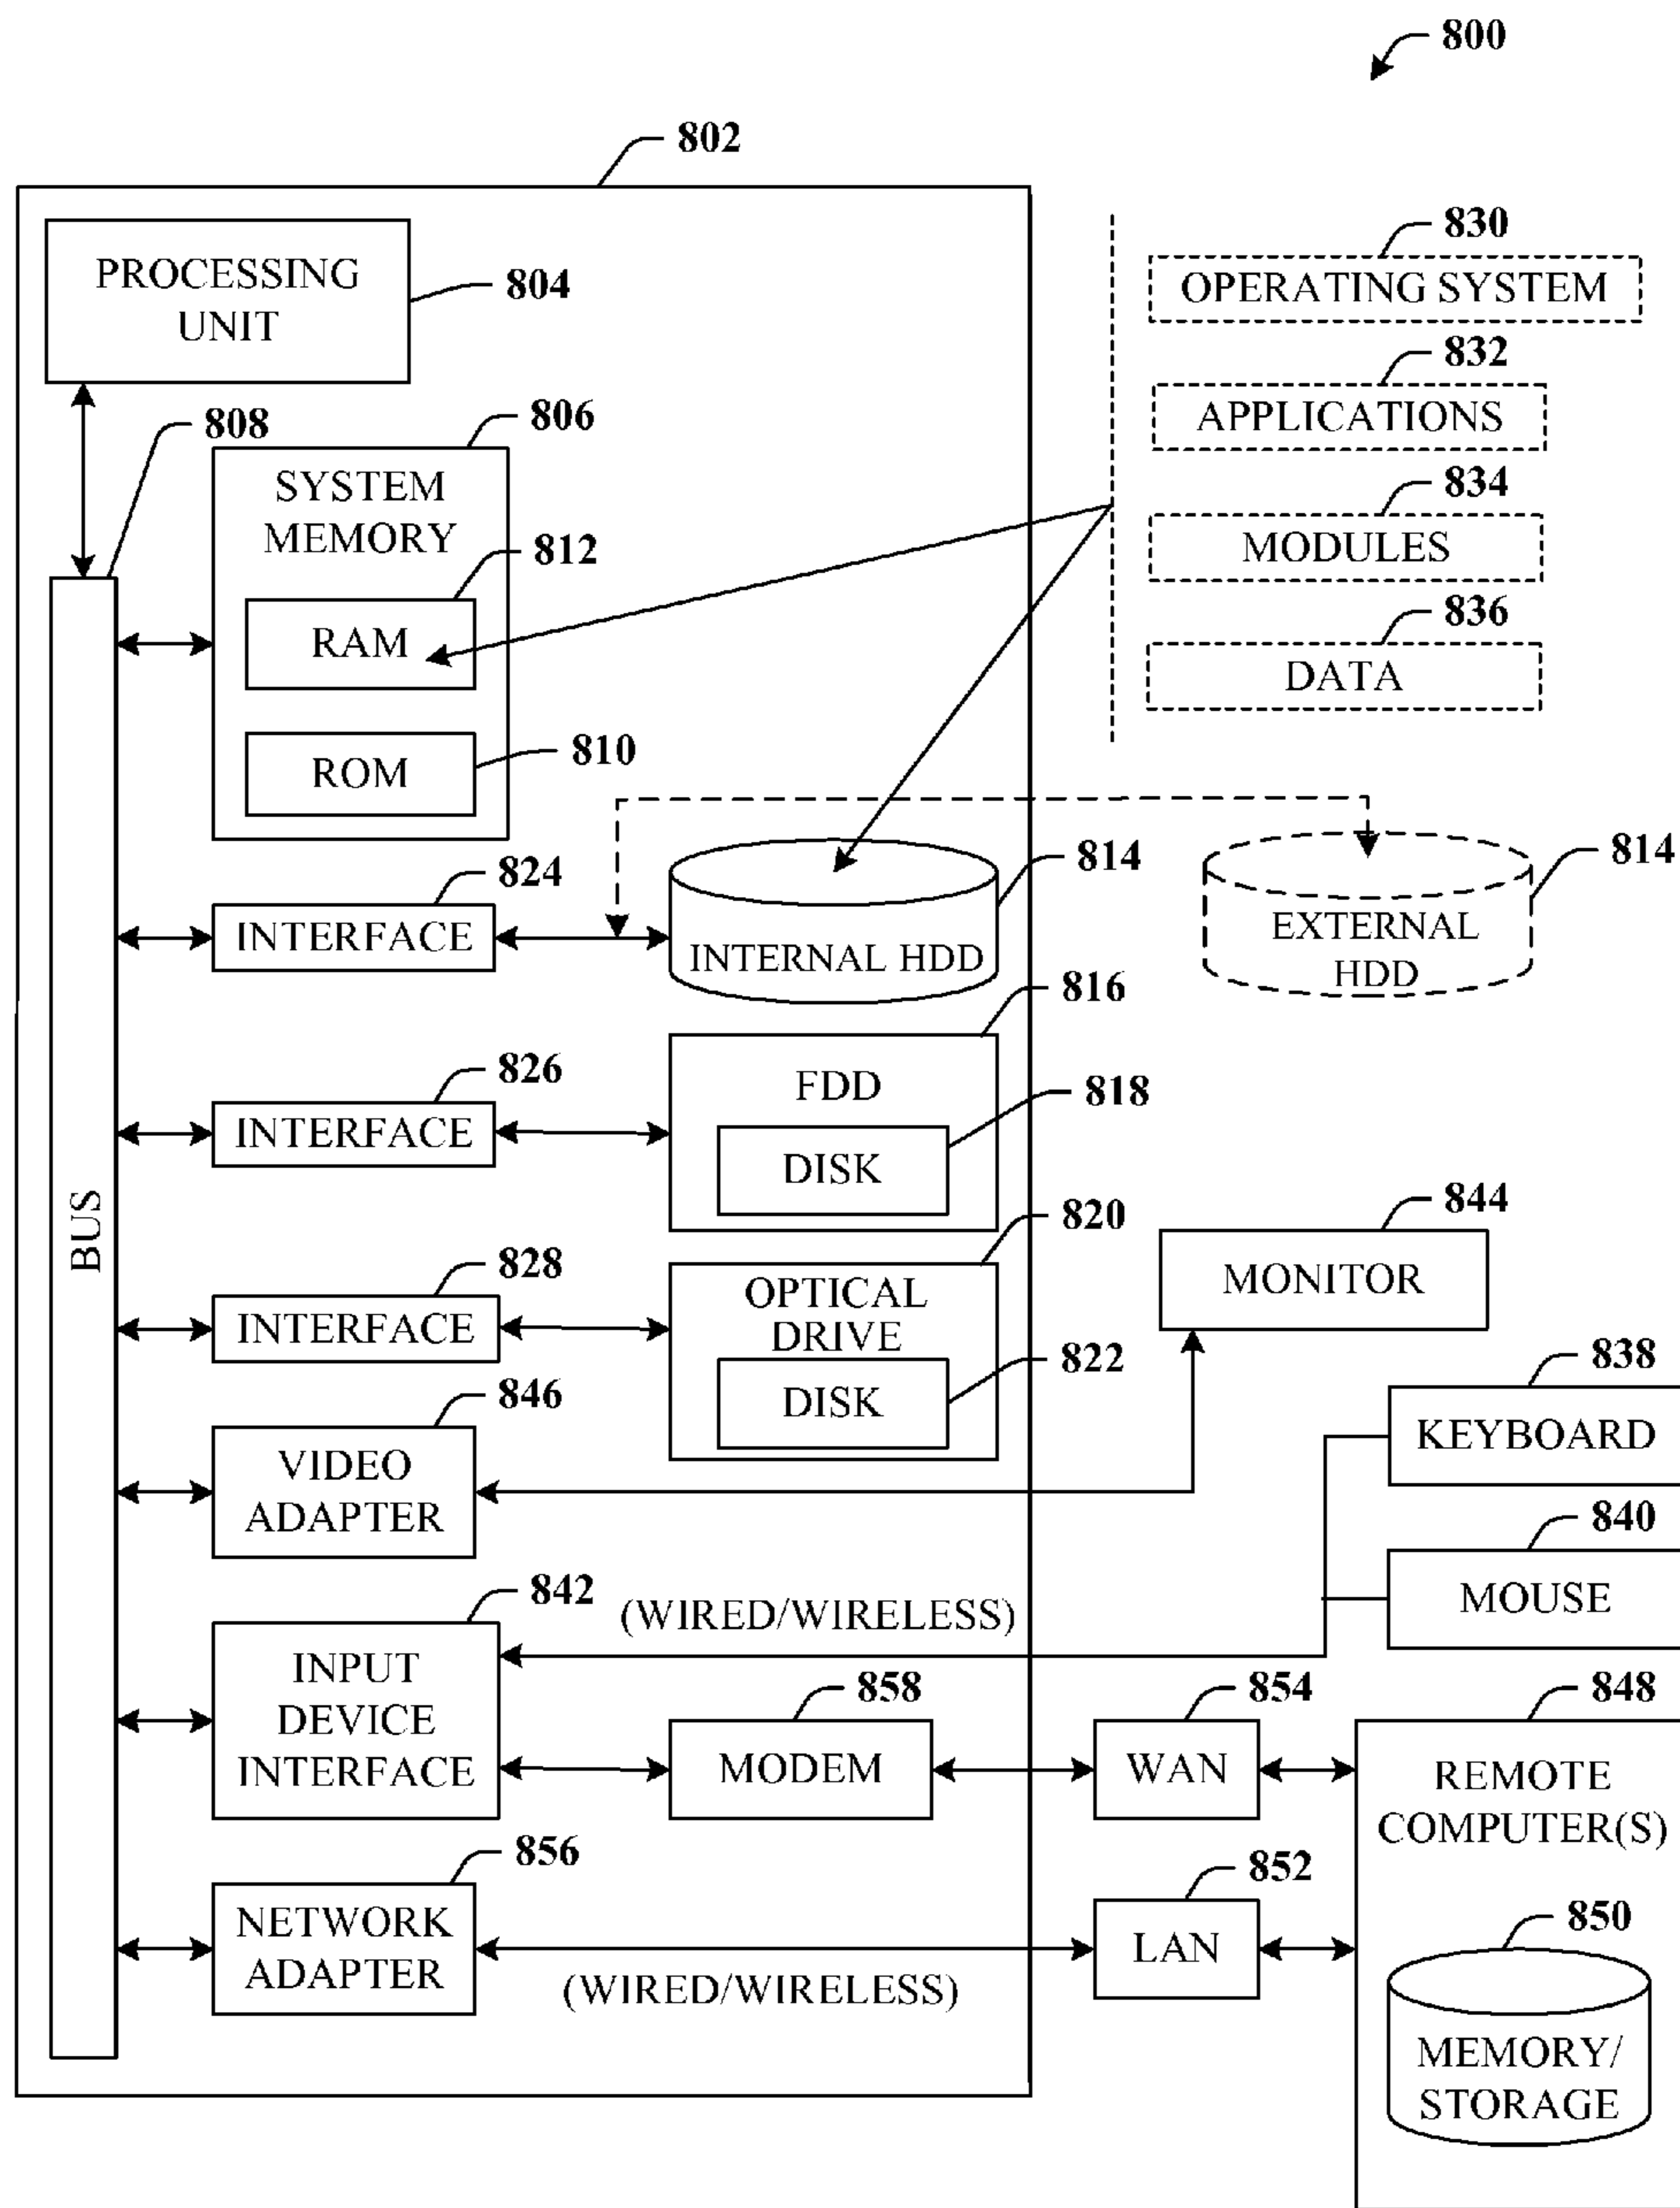 800
802
PROCESSING
UNIT
804
830
OPERATING SYSTEM
832
APPLICATIONS
834
MODULES
836
DATA
808
806
SYSTEM
MEMORY
812
RAM
810
ROM
BUS
824
INTERFACE
814
INTERNAL HDD
814
EXTERNAL
HDD
826
INTERFACE
816
FDD
818
DISK
828
INTERFACE
820
OPTICAL
DRIVE
822
DISK
844
MONITOR
846
VIDEO
ADAPTER
838
KEYBOARD
840
MOUSE
842
INPUT
DEVICE
INTERFACE
(WIRED/WIRELESS)
858
MODEM
854
WAN
848
REMOTE
COMPUTER(S)
856
NETWORK
ADAPTER
(WIRED/WIRELESS)
852
LAN
850
MEMORY/
STORAGE